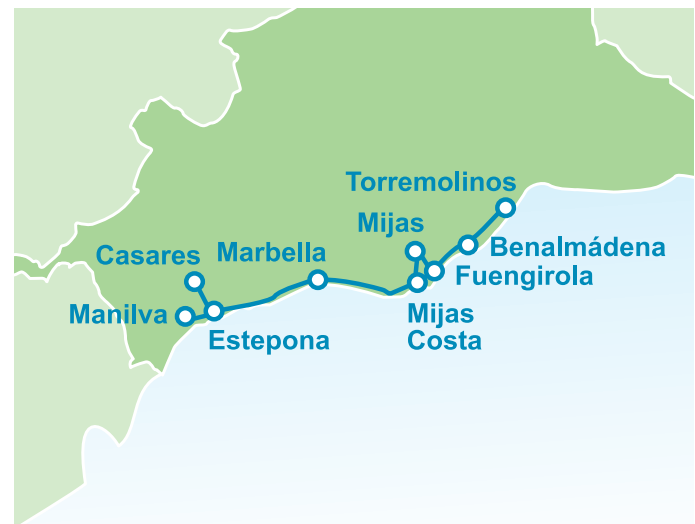 Torremolinos
Mijas
Benalmádena
Casares
Marbella
Fuengirola
Manilva
Mijas
Costa
Estepona